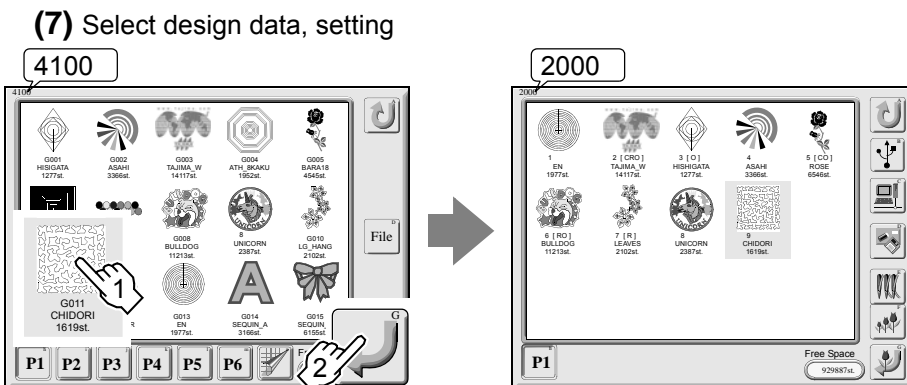 (7) Select design data, setting
4100
4100
G001 G002 G003 G004 G005
HISIGATA ASAHI TAJIMA_W ATH_8KAKU BARA18
1277st. 3366st. 14117st. 1952st. 4545st.
G008 8 G010
BULLDOG UNICORN LG_HANG
11213st. 2387st. 2102st.
File
1
G011
CHIDORI
1619st.
R
G013 G014 G015
EN SEQUIN_A SEQUIN_
1977st. 3166st. 6155st.
G
2
P1 P2 P3 P4 P5 P6
2000
2000
1 2 [CRO] 3 [O] 4 5 [CO]
EN TAJIMA_W HISHIGATA ASAHI ROSE
1977st. 14117st. 1277st. 3366st. 6546st.
6 [RO] 7 [R] 8 9
BULLDOG LEAVES UNICORN CHIDORI
11213st. 2102st. 2387st. 1619st.
P1
Free Space
929887st.